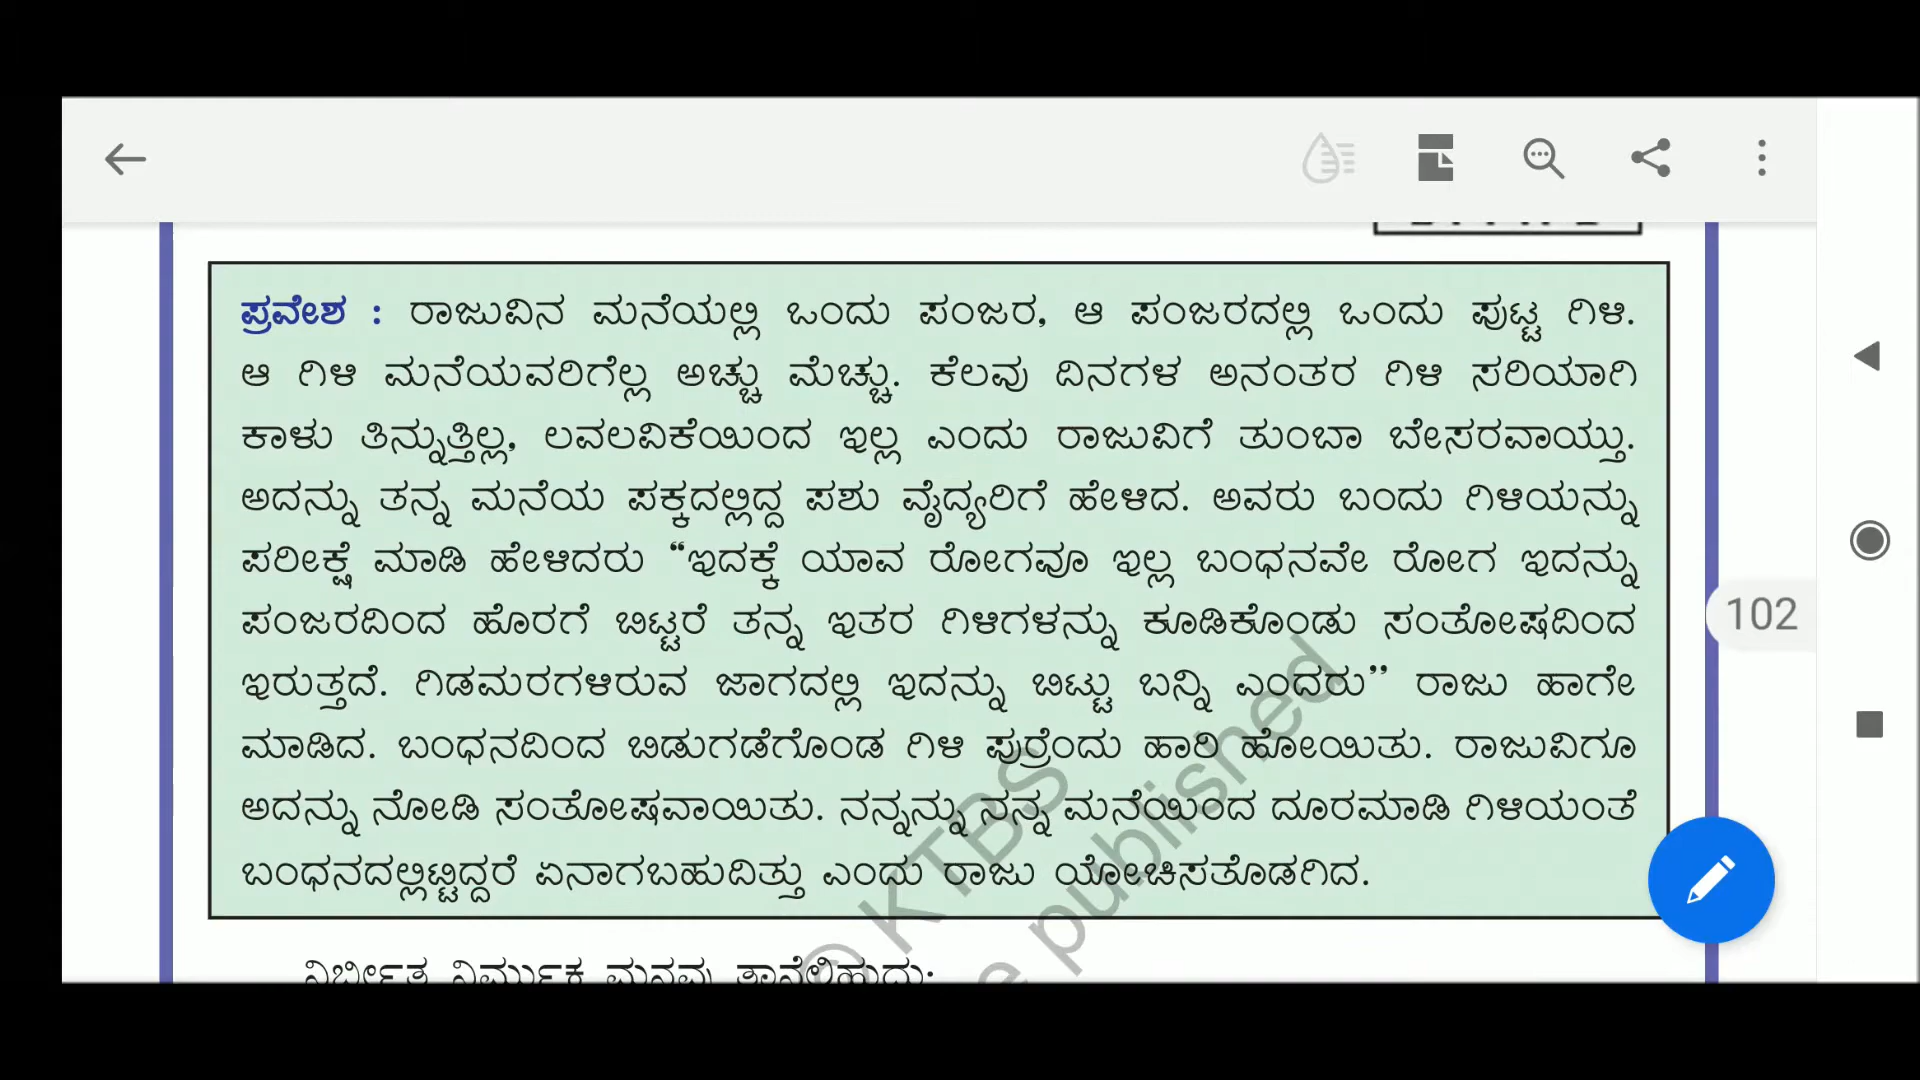 ಪ್ರವೇಶ : ರಾಜುವಿನ ಮನೆಯಲ್ಲಿ ಒಂದು ಪಂಜರ, ಆ ಪಂಜರದಲ್ಲಿ ಒಂದು ಪುಟ್ಟ ಗಿಳಿ.
ಆ ಗಿಳಿ ಮನೆಯವರಿಗೆಲ್ಲ ಅಚ್ಚು ಮೆಚ್ಚು. ಕೆಲವು ದಿನಗಳ ಅನಂತರ ಗಿಳಿ ಸರಿಯಾಗಿ
ಕಾಳು ತಿನ್ನುತ್ತಿಲ್ಲ, ಲವಲವಿಕೆಯಿಂದ ಇಲ್ಲ ಎಂದು ರಾಜುವಿಗೆ ತುಂಬಾ ಬೇಸರವಾಯ್ತು.
ಅದನ್ನು ತನ್ನ ಮನೆಯ ಪಕ್ಕದಲ್ಲಿದ್ದ ಪಶು ವೈದ್ಯರಿಗೆ ಹೇಳಿದ. ಅವರು ಬಂದು ಗಿಳಿಯನ್ನು
ಪರೀಕ್ಷೆ ಮಾಡಿ ಹೇಳಿದರು “ಇದಕ್ಕೆ ಯಾವ ರೋಗವೂ ಇಲ್ಲ ಬಂಧನವೇ ರೋಗ ಇದನ್ನು
ಪಂಜರದಿಂದ ಹೊರಗೆ ಬಿಟ್ಟರೆ ತನ್ನ ಇತರ ಗಿಳಿಗಳನ್ನು ಕೂಡಿಕೊಂಡು ಸಂತೋಷದಿಂದ
ಇರುತ್ತದೆ. ಗಿಡಮರಗಳಿರುವ ಜಾಗದಲ್ಲಿ ಇದನ್ನು ಬಿಟ್ಟು ಬನ್ನಿ ಎಂದರು” ರಾಜು ಹಾಗೇ
ಮಾಡಿದ. ಬಂಧನದಿಂದ ಬಿಡುಗಡೆಗೊಂಡ ಗಿಳಿ ಪುರ್ರೆಂದು ಹಾರಿ ಹೋಯಿತು. ರಾಜುವಿಗೂ
ಅದನ್ನು ನೋಡಿ ಸಂತೋಷವಾಯಿತು. ನನ್ನನ್ನು ನನ್ನ ಮನೆಯಿಂದ ದೂರಮಾಡಿ ಗಿಳಿಯಂತೆ
ಬಂಧನದಲ್ಲಿಟ್ಟಿದ್ದರೆ ಏನಾಗಬಹುದಿತ್ತು ಎಂದು ರಾಜು ಯೋಚಿಸತೊಡಗಿದ.
102
© KTBS
published